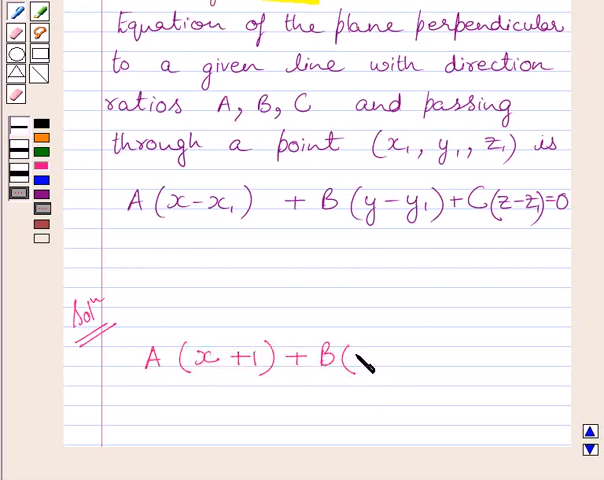 Equation of the plane perpendicular
to a given line with direction
ratios A, B, C and passing
through a point (x₁, y₁, z₁) is
A(x-x₁) + B(y-y₁)+C(z-z₁)=0
Solⁿ
A (x+1) + B(